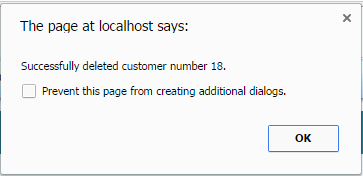 The page at localhost says:
Successfully deleted customer number 18.
Prevent this page from creating additional dialogs.
OK